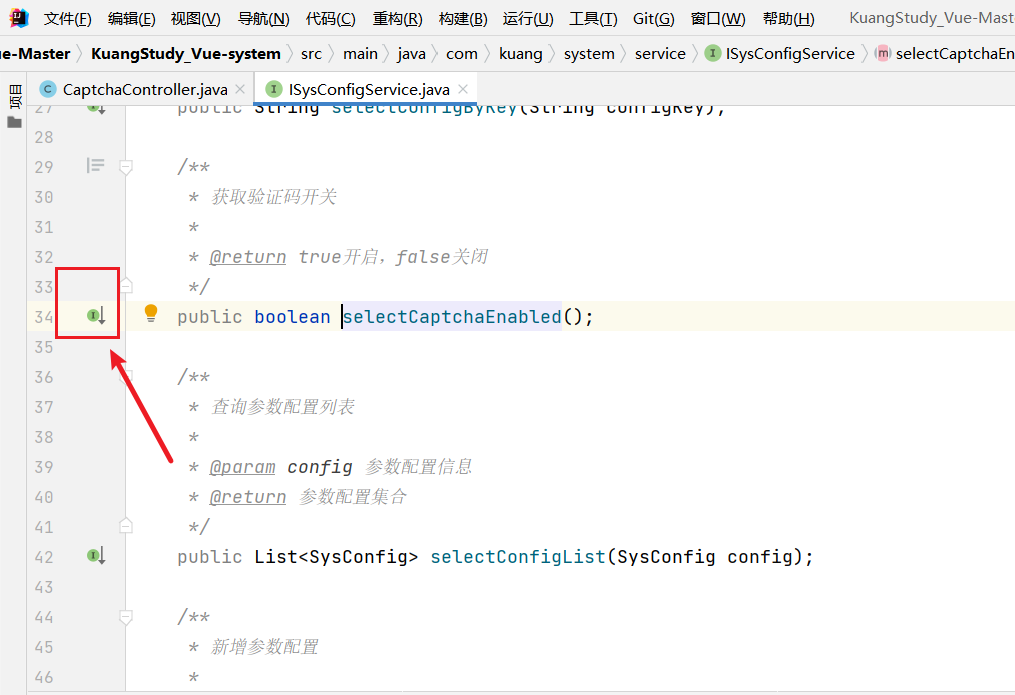 文件(F) 编辑(E) 视图(V) 导航(N) 代码(C) 重构(R) 构建(B) 运行(U) 工具(T) Git(G) 窗口(W) 帮助(H) KuangStudy_Vue-Mast
ue-Master KuangStudy_Vue-system src main java com kuang system service I ISysConfigService m selectCaptchaEn
C CaptchaController.java I ISysConfigService.java
项目
27 public String selectConfigByKey(String configKey);
28
29 /**
30 * 获取验证码开关
31 *
32 * @return true开启，false关闭
33 */
34 public boolean selectCaptchaEnabled();
35
36 /**
37 * 查询参数配置列表
38 *
39 * @param config 参数配置信息
40 * @return 参数配置集合
41 */
42 public List<SysConfig> selectConfigList(SysConfig config);
43
44 /**
45 * 新增参数配置
46 *